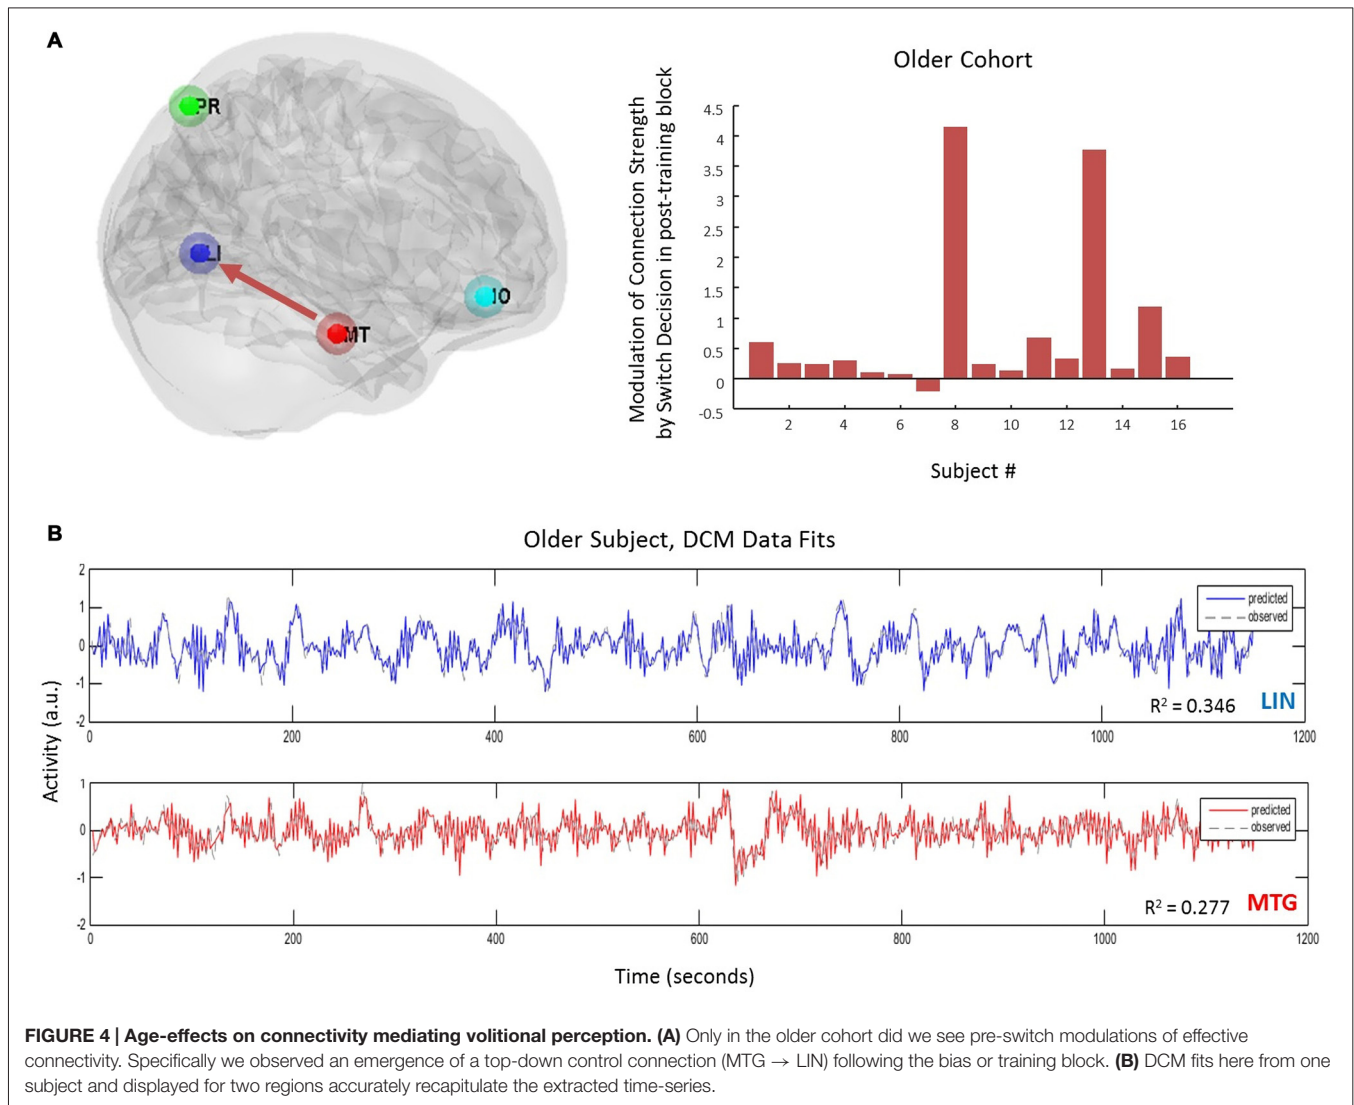 A
PR
LI
MT
IO
Older Cohort
Modulation of Connection Strength
by Switch Decision in post-training block
4.5
4
3.5
3
2.5
2
1.5
1
0.5
0
-0.5
2 4 6 8 10 12 14 16
Subject #
B
Older Subject, DCM Data Fits
Activity (a.u.)
2
1
0
-1
-2
predicted
observed
R² = 0.346 LIN
0 200 400 600 800 1000 1200
1
0
-1
-2
predicted
observed
R² = 0.277 MTG
0 200 400 600 800 1000 1200
Time (seconds)
FIGURE 4 | Age-effects on connectivity mediating volitional perception. (A) Only in the older cohort did we see pre-switch modulations of effective
connectivity. Specifically we observed an emergence of a top-down control connection (MTG → LIN) following the bias or training block. (B) DCM fits here from one
subject and displayed for two regions accurately recapitulate the extracted time-series.